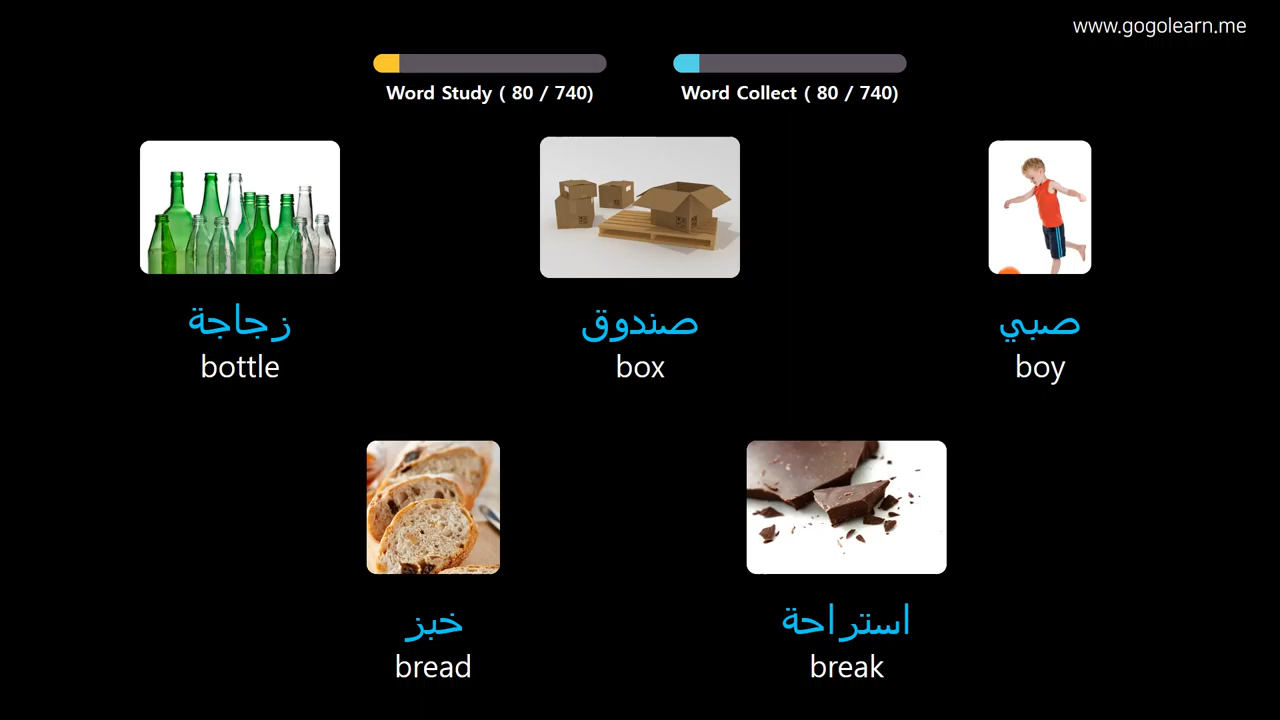 www.gogolearn.me
Word Study ( 80 / 740)
Word Collect ( 80 / 740)
زجاجة
bottle
صندوق
box
صبي
boy
خبز
bread
استراحة
break